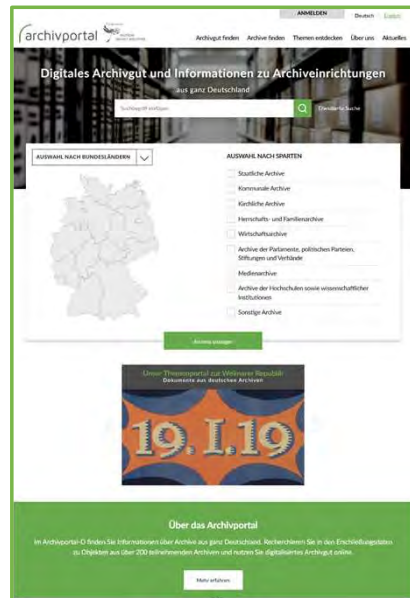 ANMELDEN Deutsch English
archivportal
Archivgut finden Archive finden Themen entdecken Über uns Aktuelles
Digitales Archivgut und Informationen zu Archiveinrichtungen
aus ganz Deutschland
Suchbegriff einfügen Erweiterte Suche
AUSWAHL NACH BUNDESLÄNDERN
AUSWAHL NACH SPARTEN
Staatliche Archive
Kommunale Archive
Kirchliche Archive
Herrschafts- und Familienarchive
Wirtschaftsarchive
Archive der Parlamente, politischen Parteien,
Stiftungen und Verbände
Medienarchive
Archive der Hochschulen sowie wissenschaftlicher
Institutionen
Sonstige Archive
Archive anzeigen
Unser Themenportal zur Weimarer Republik
Dokumente aus deutschen Archiven
19. I. 19
Über das Archivportal
Im Archivportal-D finden Sie Informationen über Archive aus ganz Deutschland. Recherchieren Sie in den Erschließungsdaten
zu Objekten aus über 200 teilnehmenden Archiven und nutzen Sie digitalisiertes Archivgut online.
Mehr erfahren